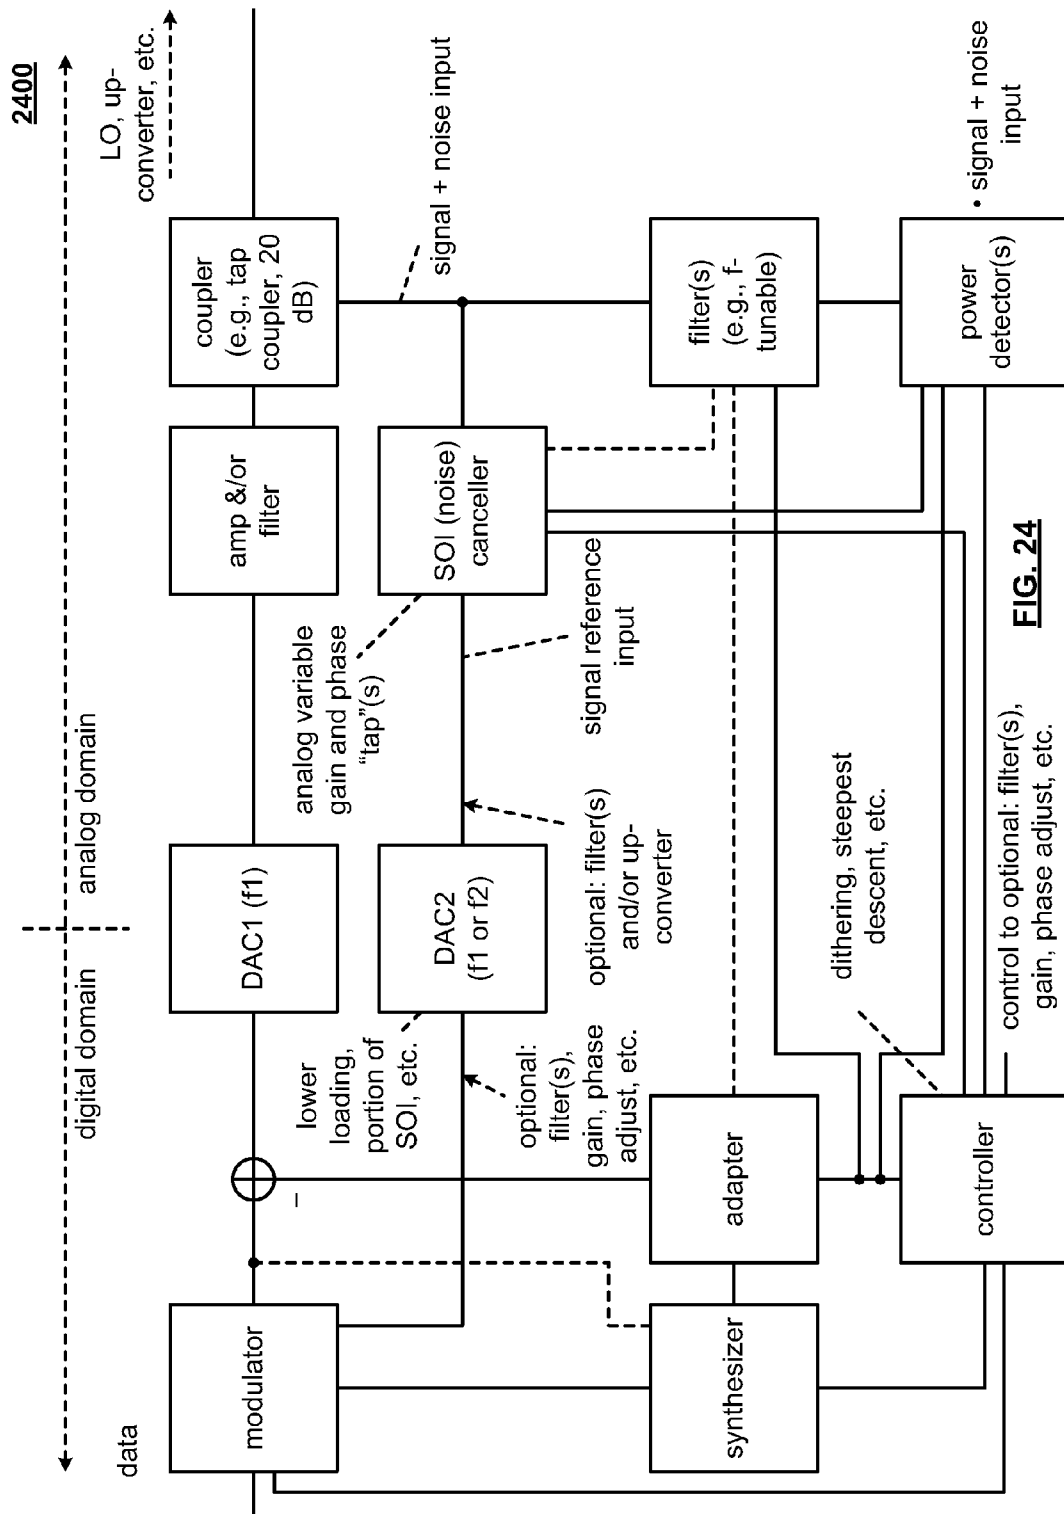 2400
digital domain
analog domain
LO, up-
converter, etc.
data
modulator
–
DAC1 (f1)
amp &/or
filter
coupler
(e.g., tap
coupler, 20
dB)
signal + noise input
lower
loading,
portion of
SOI, etc.
DAC2
(f1 or f2)
analog variable
gain and phase
“tap”(s)
SOI (noise)
canceller
optional:
filter(s),
gain, phase
adjust, etc.
optional: filter(s)
and/or up-
converter
signal reference
input
synthesizer
adapter
filter(s)
(e.g., f-
tunable)
dithering, steepest
descent, etc.
controller
power
detector(s)
• signal + noise
input
control to optional: filter(s),
gain, phase adjust, etc.
FIG. 24